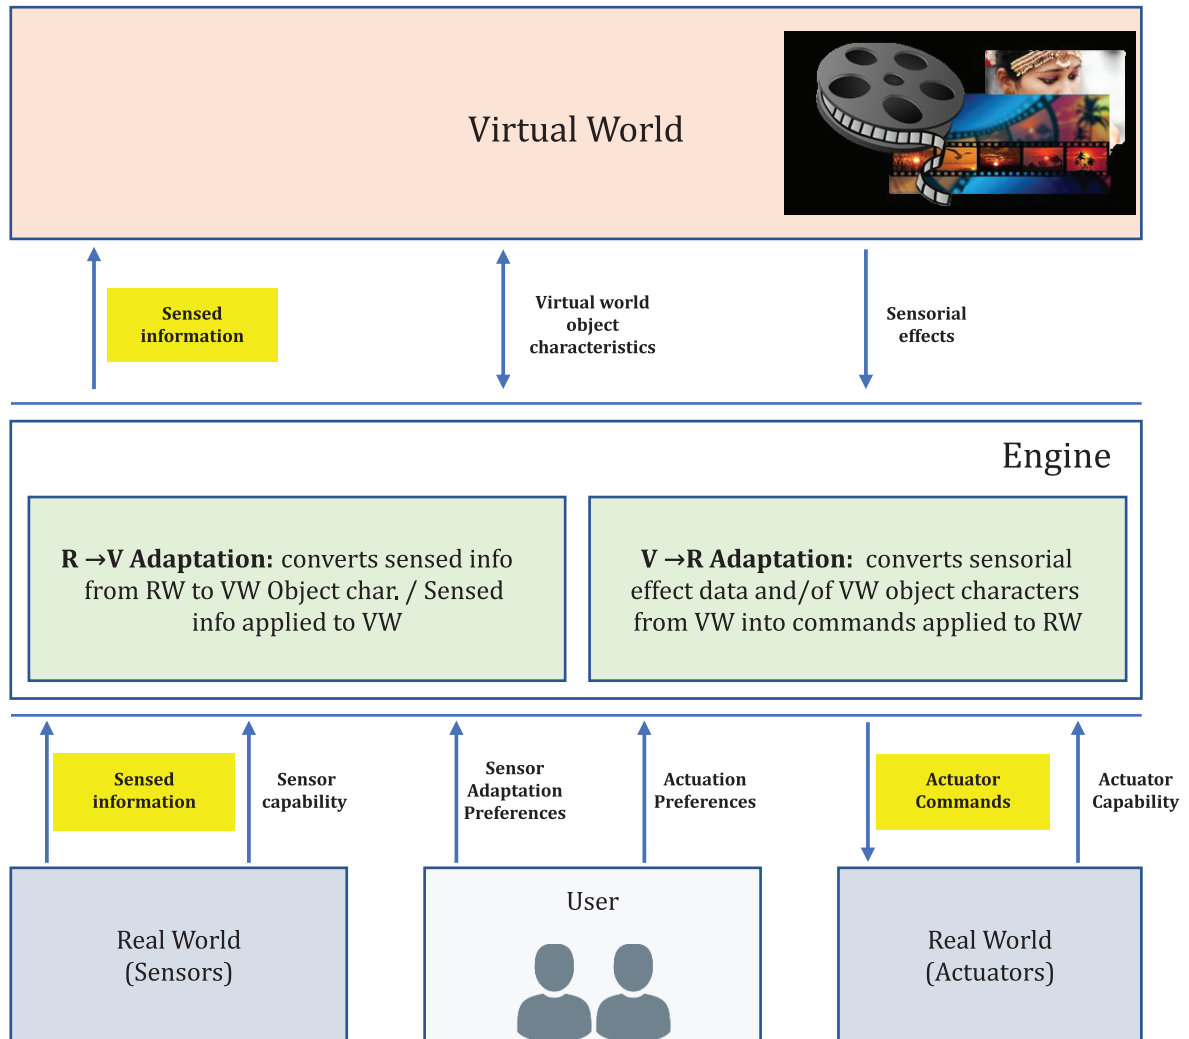 Virtual World
Sensed
information
Virtual world
object
characteristics
Sensorial
effects
Engine
R →V Adaptation: converts sensed info
from RW to VW Object char. / Sensed
info applied to VW
V →R Adaptation: converts sensorial
effect data and/of VW object characters
from VW into commands applied to RW
Sensed
information
Sensor
capability
Sensor
Adaptation
Preferences
Actuation
Preferences
Actuator
Commands
Actuator
Capability
Real World
(Sensors)
User
Real World
(Actuators)